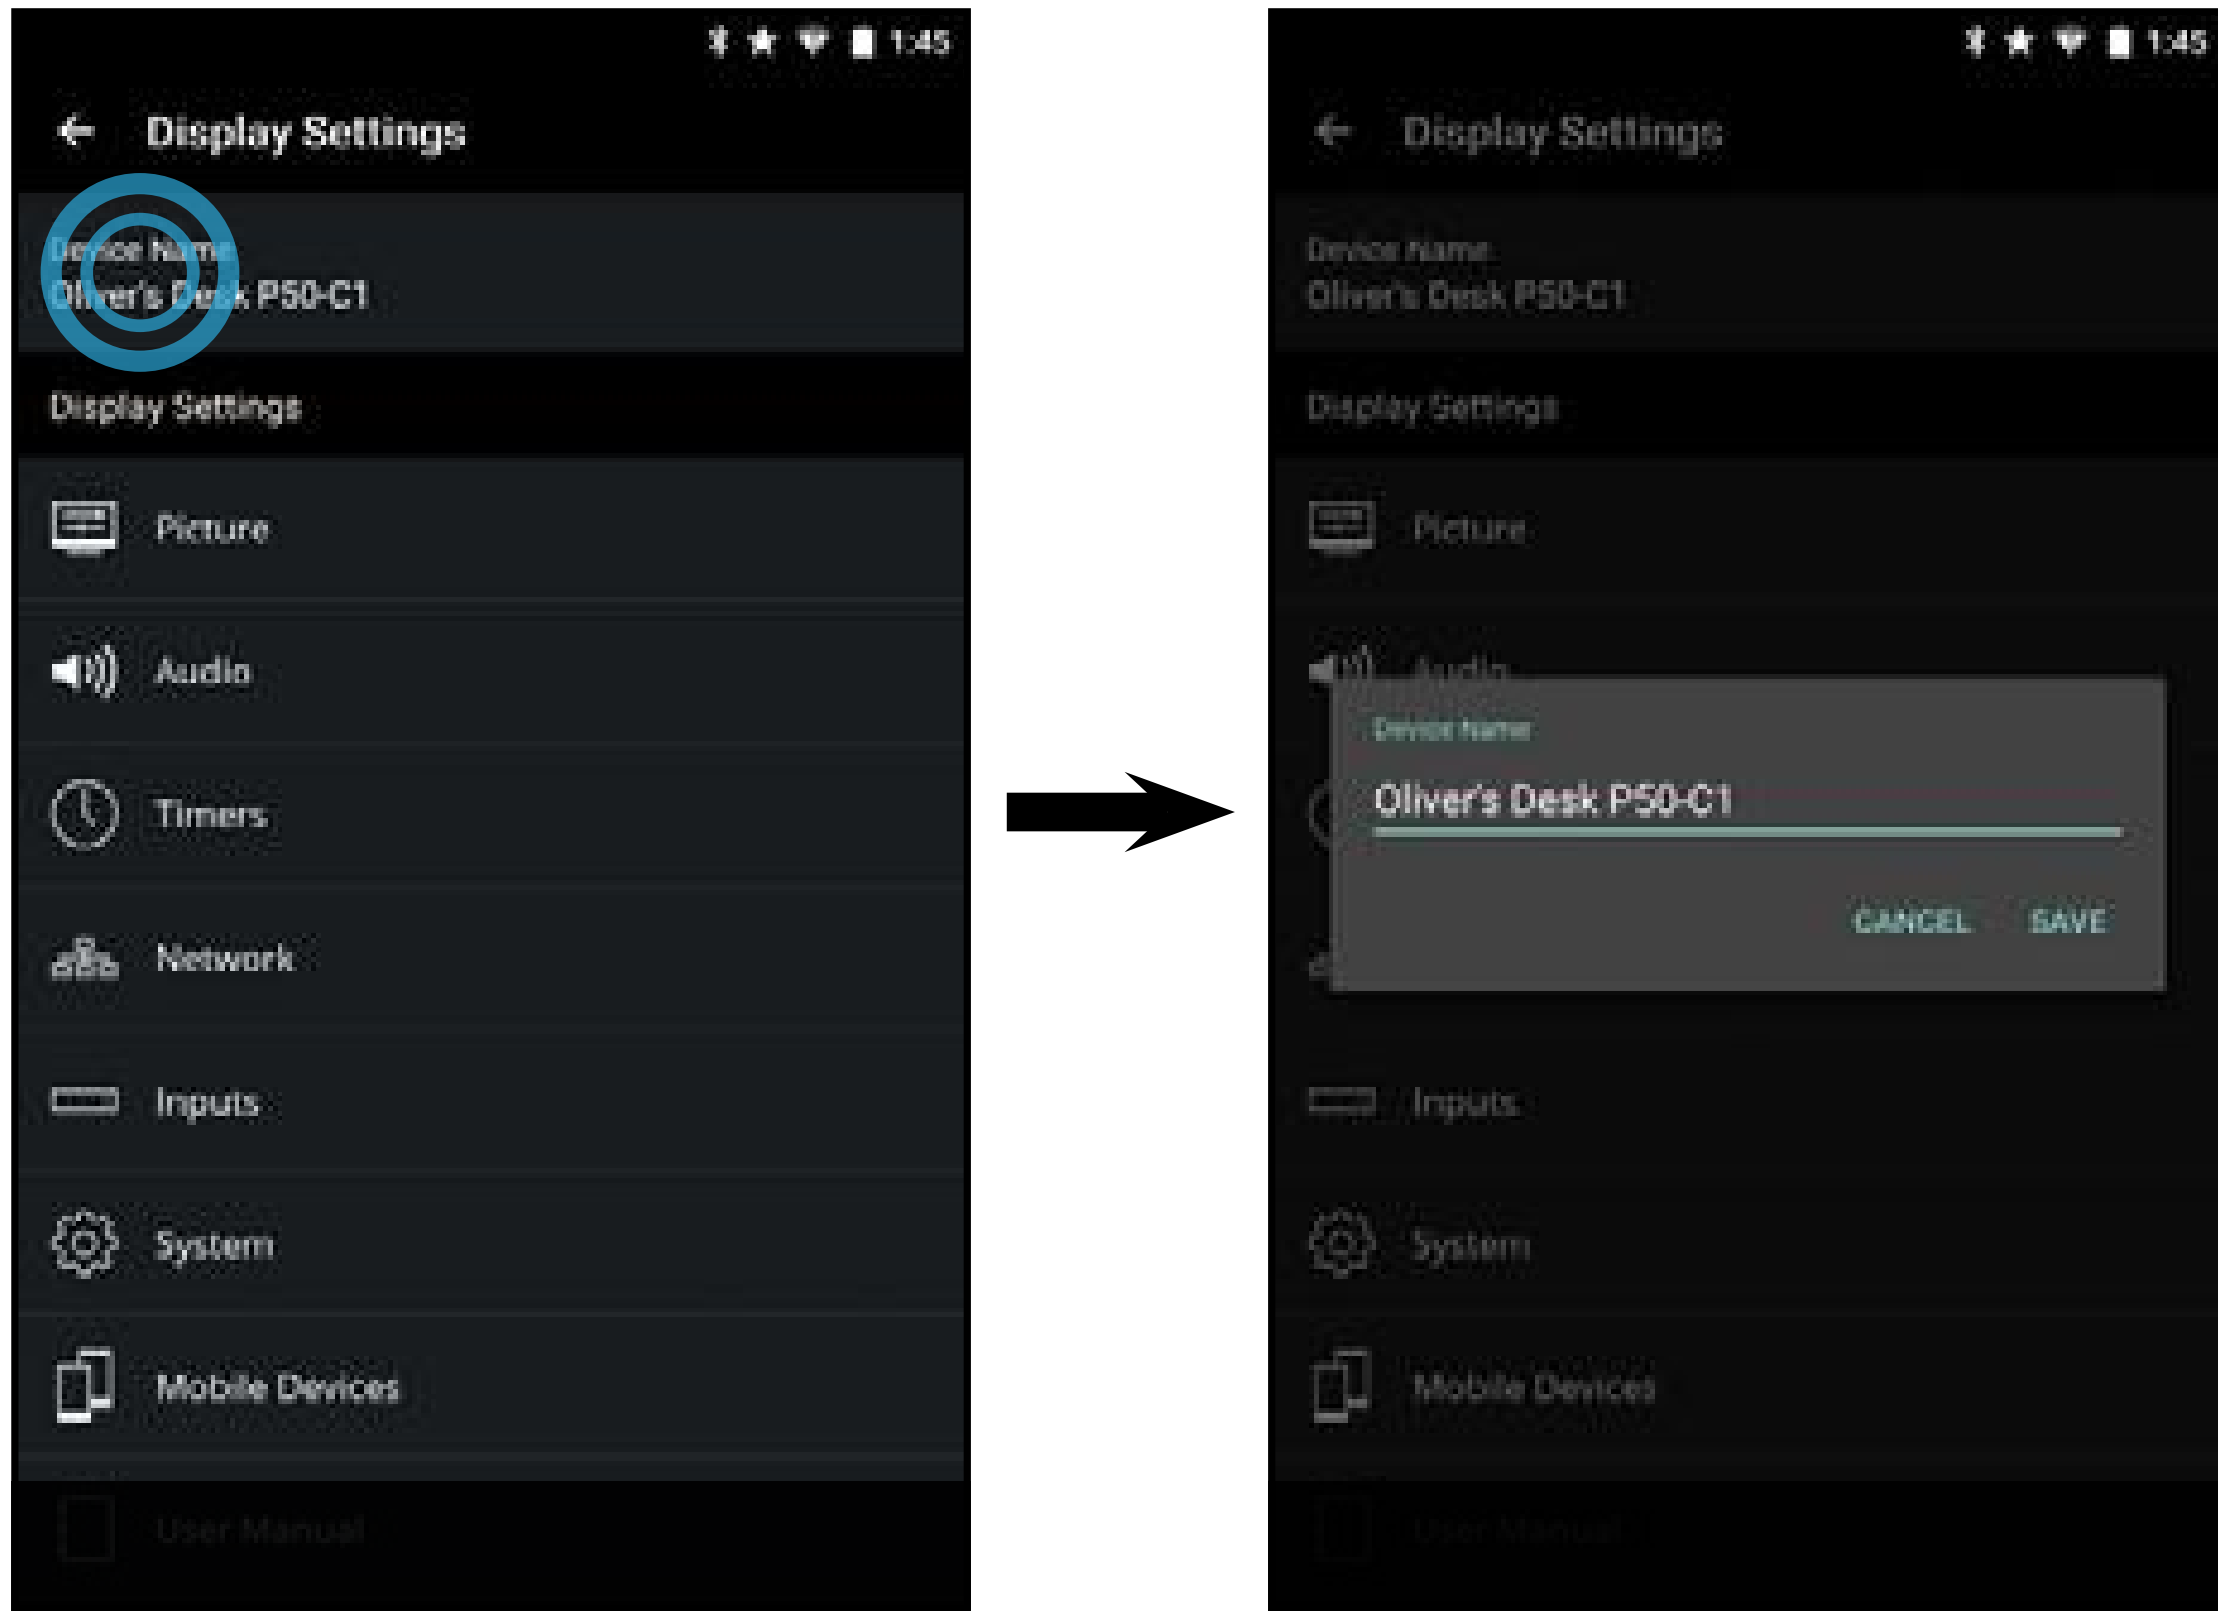 1:45
Display Settings
Device Name
Oliver's Desk P50-C1
Display Settings
Picture
Audio
Timers
Network
Inputs
System
Mobile Devices
User Manual
1:45
Display Settings
Device Name
Oliver's Desk P50-C1
Display Settings
Picture
Audio
Device Name
Oliver's Desk P50-C1
CANCEL SAVE
Inputs
System
Mobile Devices
User Manual